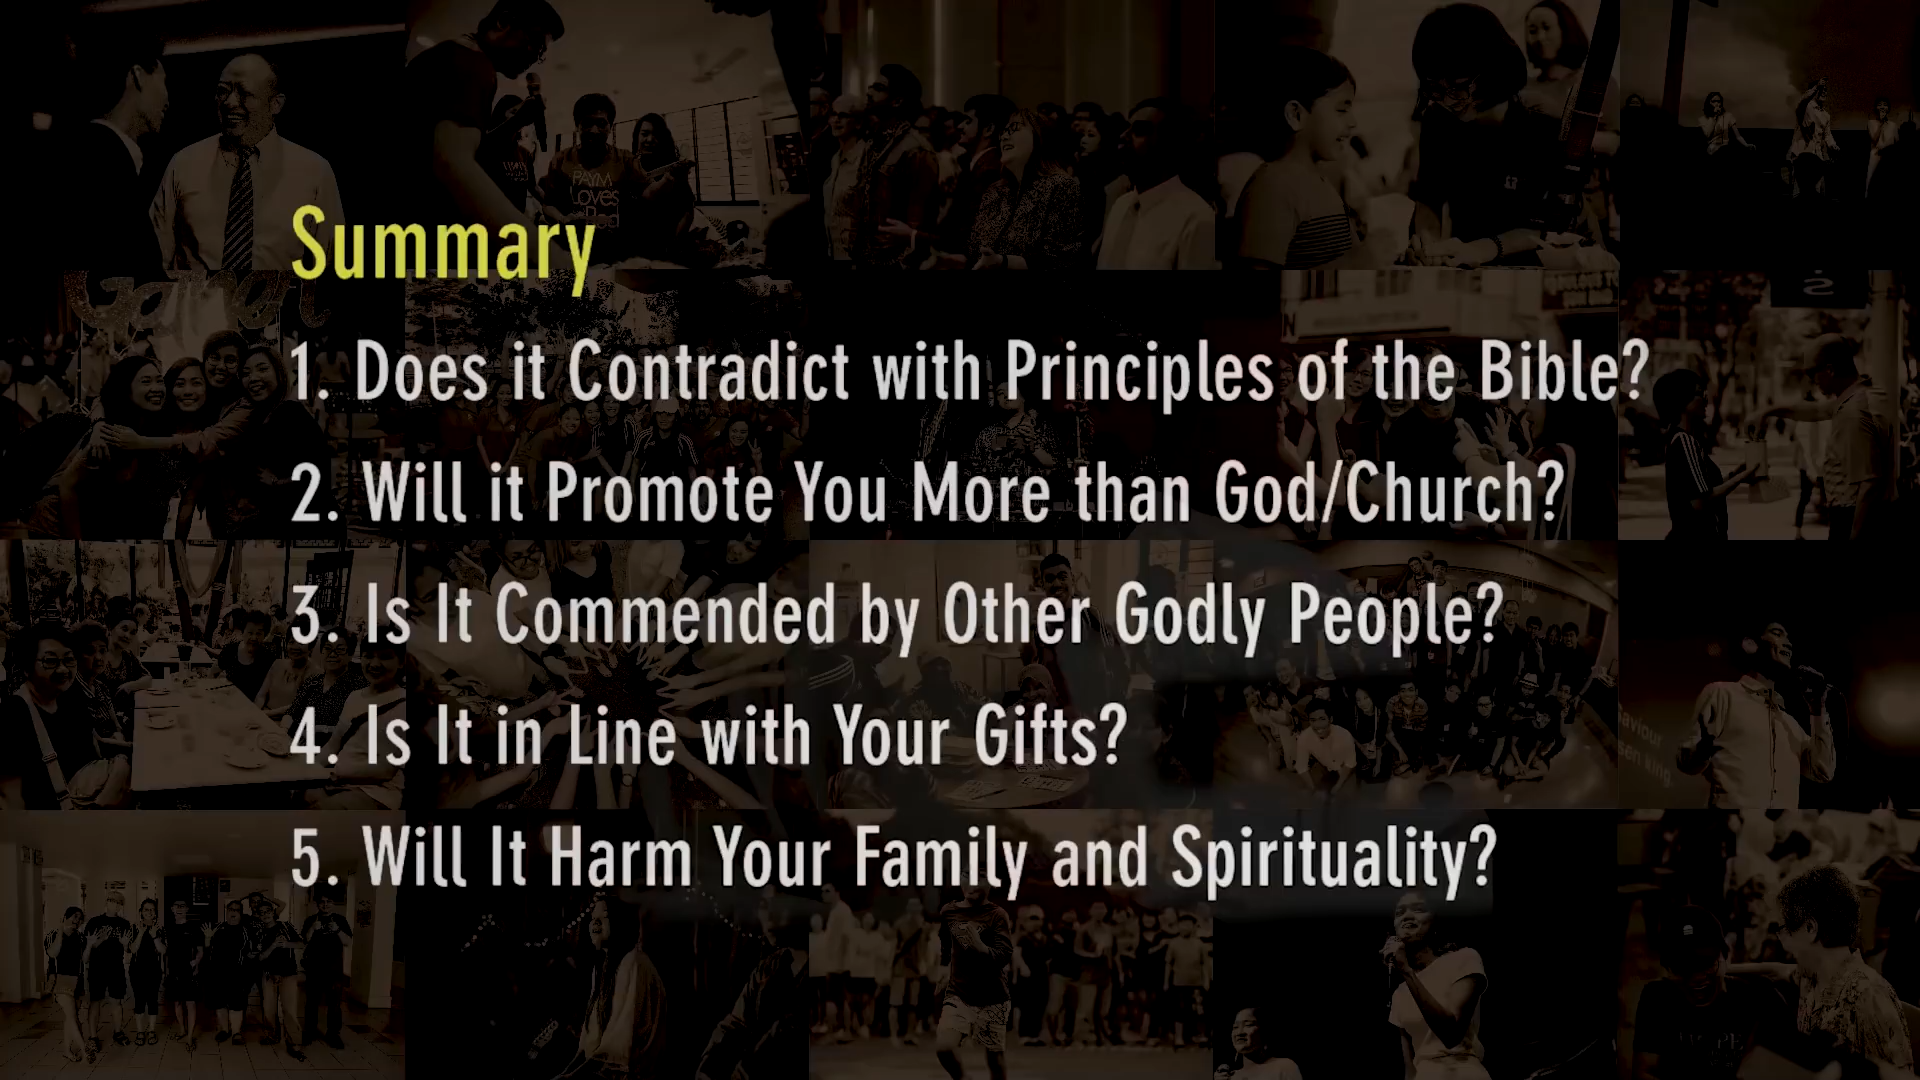 PAYM
Loves
Summary
1. Does it Contradict with Principles of the Bible?
2. Will it Promote You More than God/Church?
3. Is It Commended by Other Godly People?
4. Is It in Line with Your Gifts?
5. Will It Harm Your Family and Spirituality?